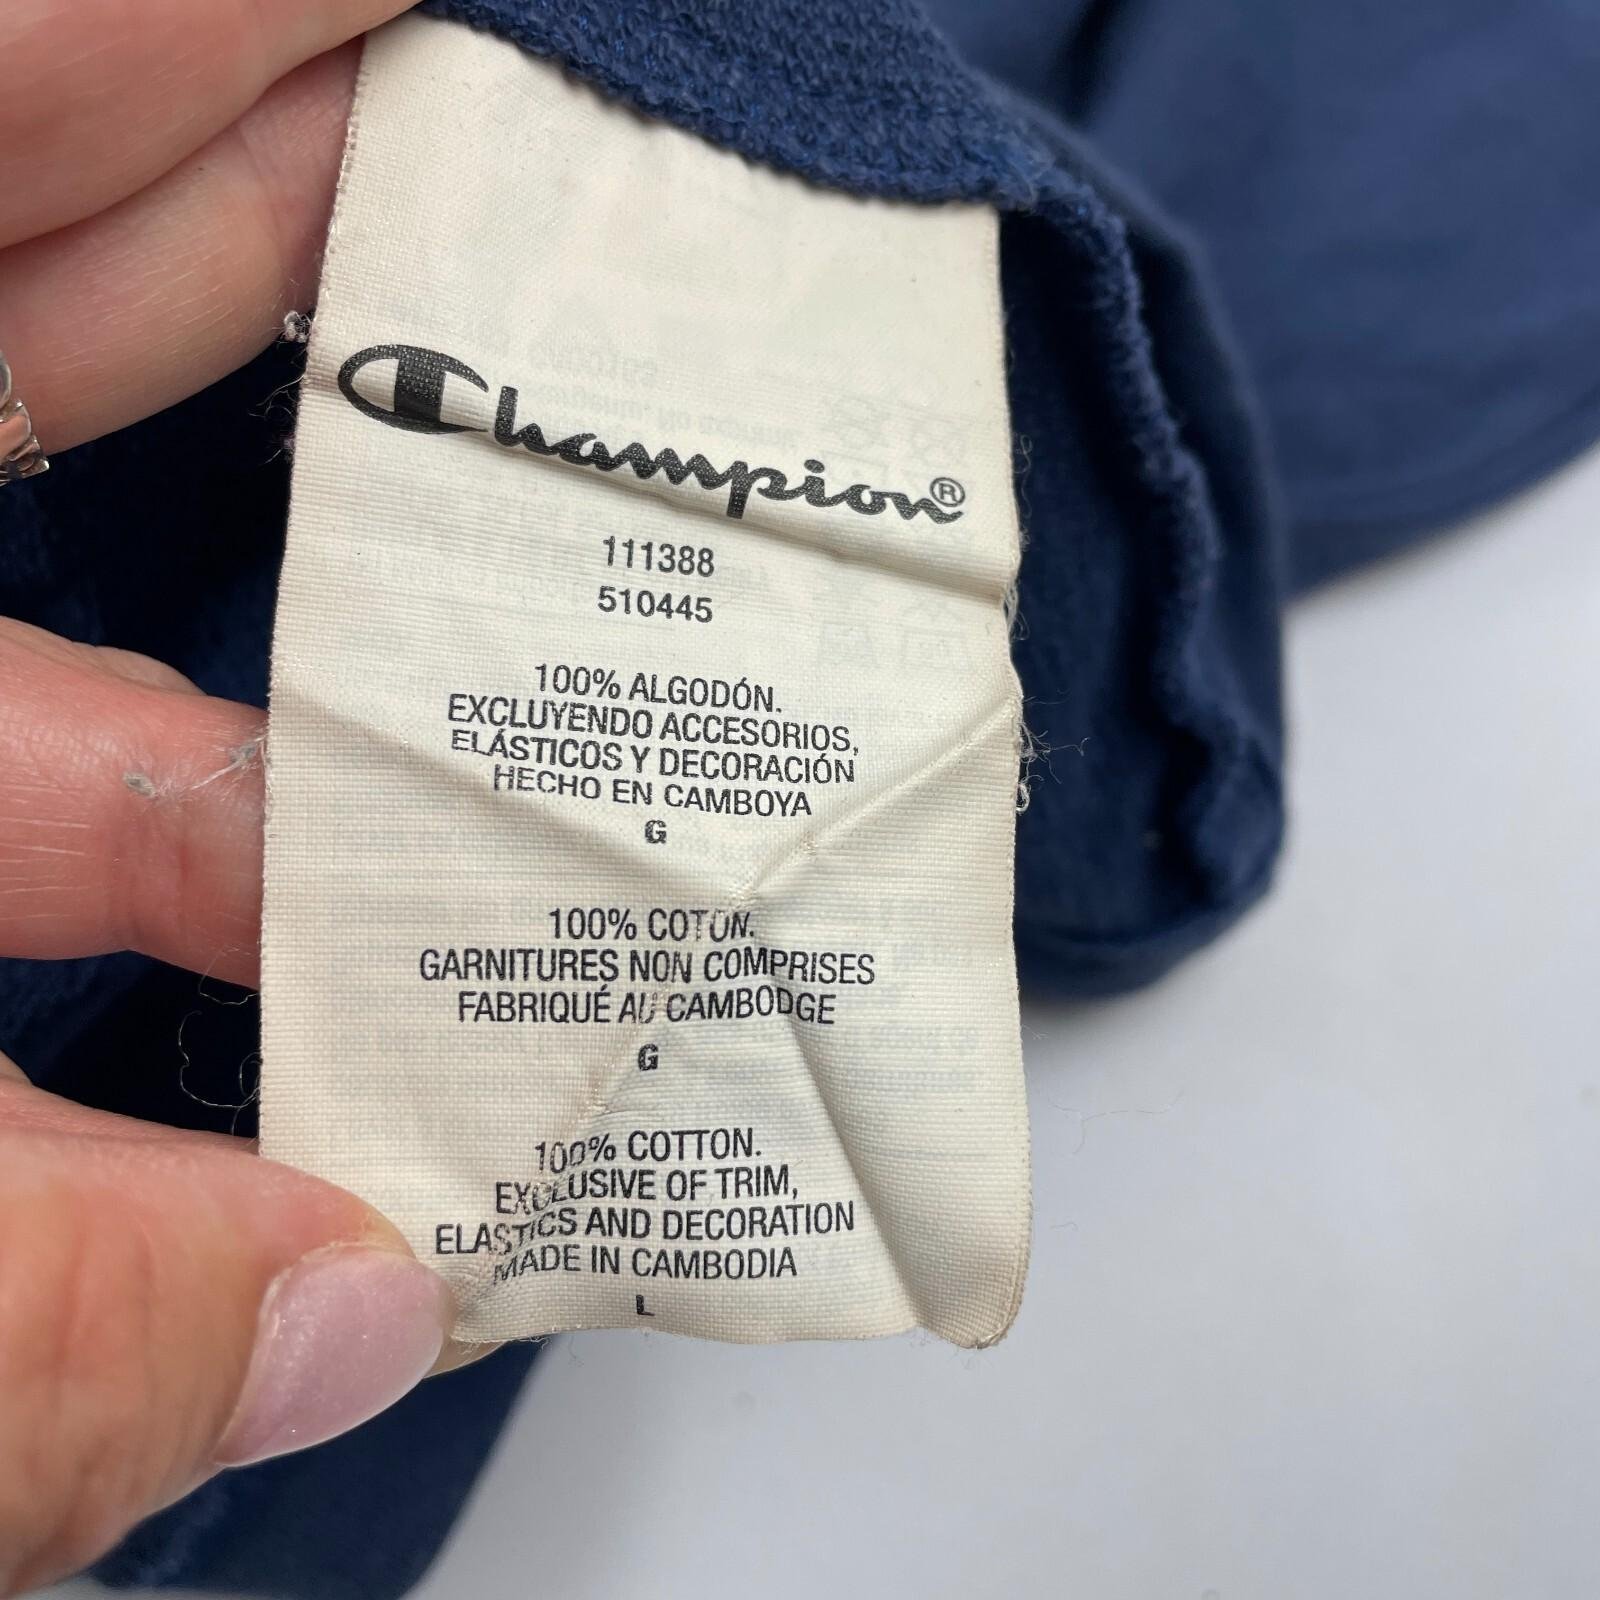 Champion®
111388
510445
100% ALGODÓN.
EXCLUYENDO ACCESORIOS,
ELÁSTICOS Y DECORACIÓN
HECHO EN CAMBOYA
G
100% COTON.
GARNITURES NON COMPRISES
FABRIQUÉ AU CAMBODGE
G
100% COTTON.
EXCLUSIVE OF TRIM,
ELASTICS AND DECORATION
MADE IN CAMBODIA
L